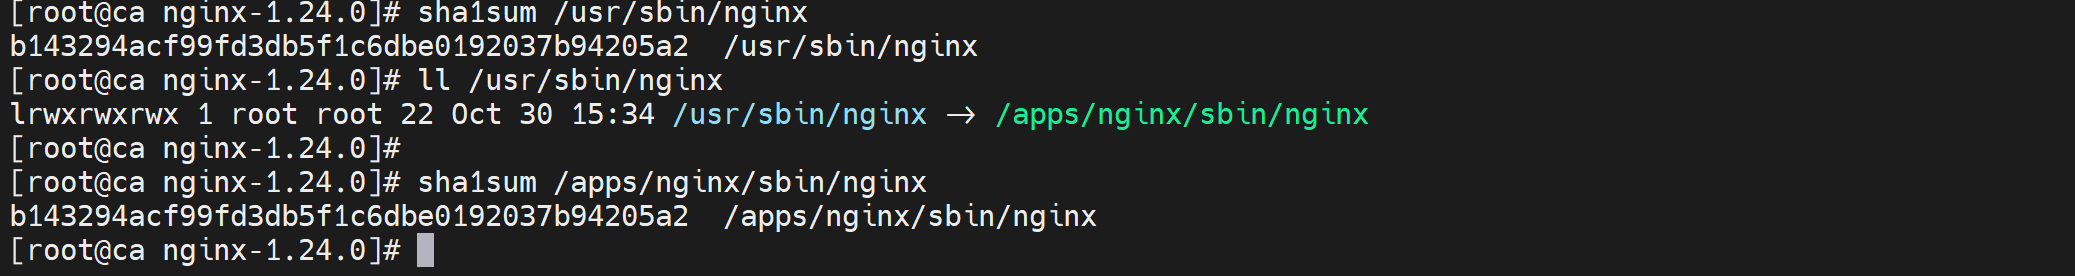 [root@ca nginx-1.24.0]# sha1sum /usr/sbin/nginx
b143294acf99fd3db5f1c6dbe0192037b94205a2  /usr/sbin/nginx
[root@ca nginx-1.24.0]# ll /usr/sbin/nginx
lrwxrwxrwx 1 root root 22 Oct 30 15:34 /usr/sbin/nginx -> /apps/nginx/sbin/nginx
[root@ca nginx-1.24.0]#
[root@ca nginx-1.24.0]# sha1sum /apps/nginx/sbin/nginx
b143294acf99fd3db5f1c6dbe0192037b94205a2  /apps/nginx/sbin/nginx
[root@ca nginx-1.24.0]#